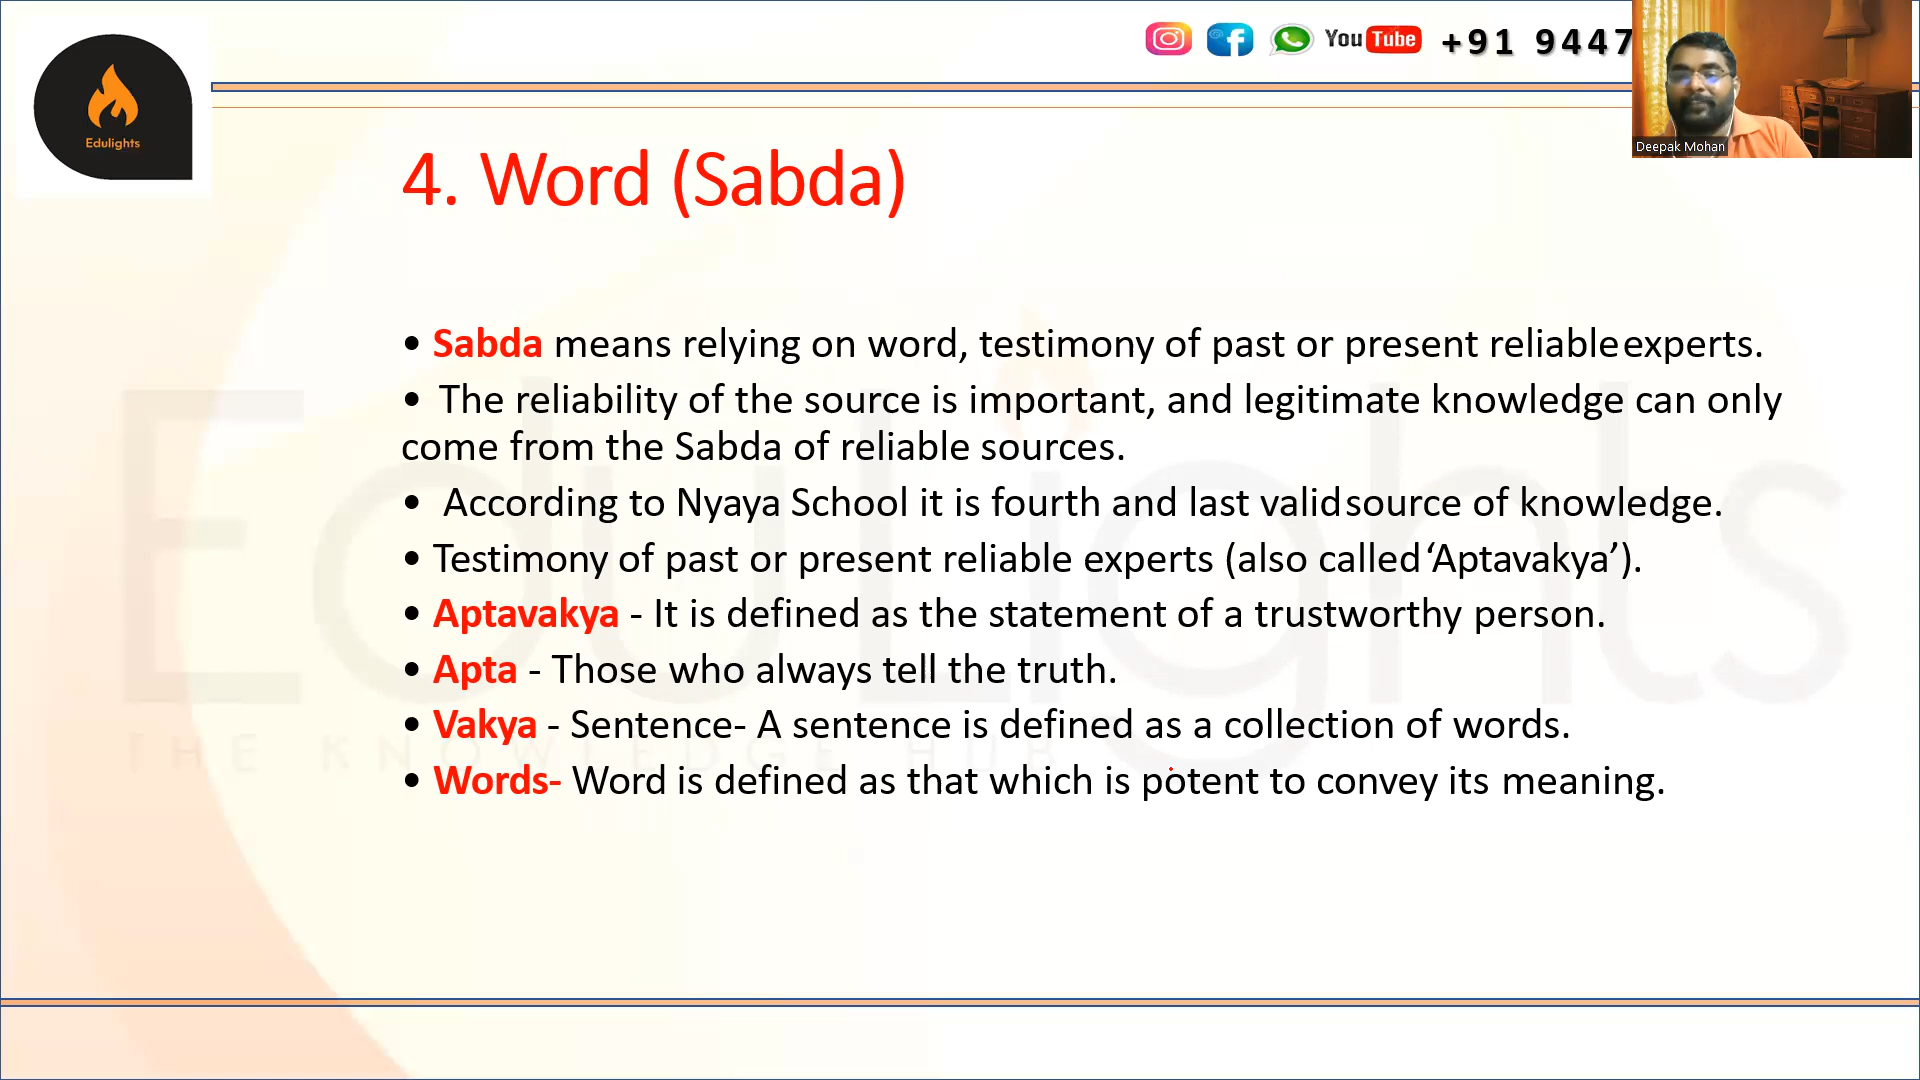 You Tube +91 9447
Edulights
Deepak Mohan
4. Word (Sabda)
• Sabda means relying on word, testimony of past or present reliable experts.
• The reliability of the source is important, and legitimate knowledge can only
come from the Sabda of reliable sources.
• According to Nyaya School it is fourth and last valid source of knowledge.
• Testimony of past or present reliable experts (also called ‘Aptavakya’).
• Aptavakya - It is defined as the statement of a trustworthy person.
• Apta - Those who always tell the truth.
• Vakya - Sentence- A sentence is defined as a collection of words.
• Words- Word is defined as that which is potent to convey its meaning.
EduLights
THE KNOWLEDGE HUB